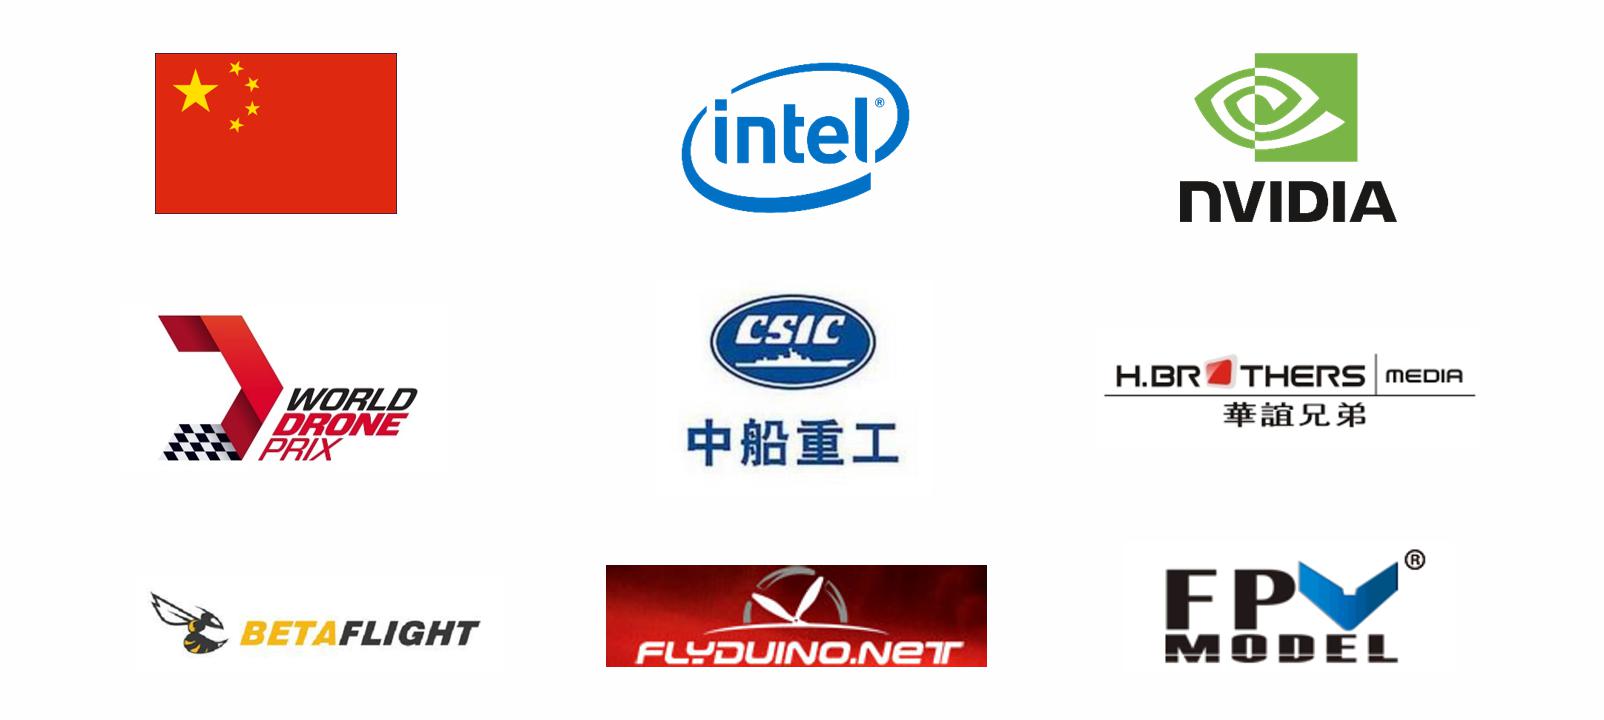 intel®
NVIDIA
WORLD
DRONE
PRIX
CSIC
中船重工
H.BROTHERS MEDIA
華誼兄弟
BETAFLIGHT
FLYDUINO.NET
FPV®
MODEL